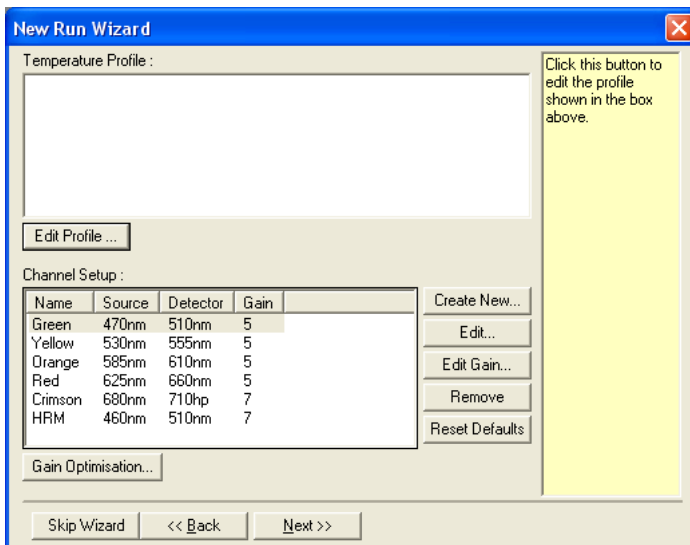 New Run Wizard
Temperature Profile :
Click this button to
edit the profile
shown in the box
above.
Edit Profile ...
Channel Setup :
Name Source Detector Gain
Green 470nm 510nm 5
Yellow 530nm 555nm 5
Orange 585nm 610nm 5
Red 625nm 660nm 5
Crimson 680nm 710hp 7
HRM 460nm 510nm 7
Create New...
Edit...
Edit Gain...
Remove
Reset Defaults
Gain Optimisation...
Skip Wizard
<< Back
Next >>